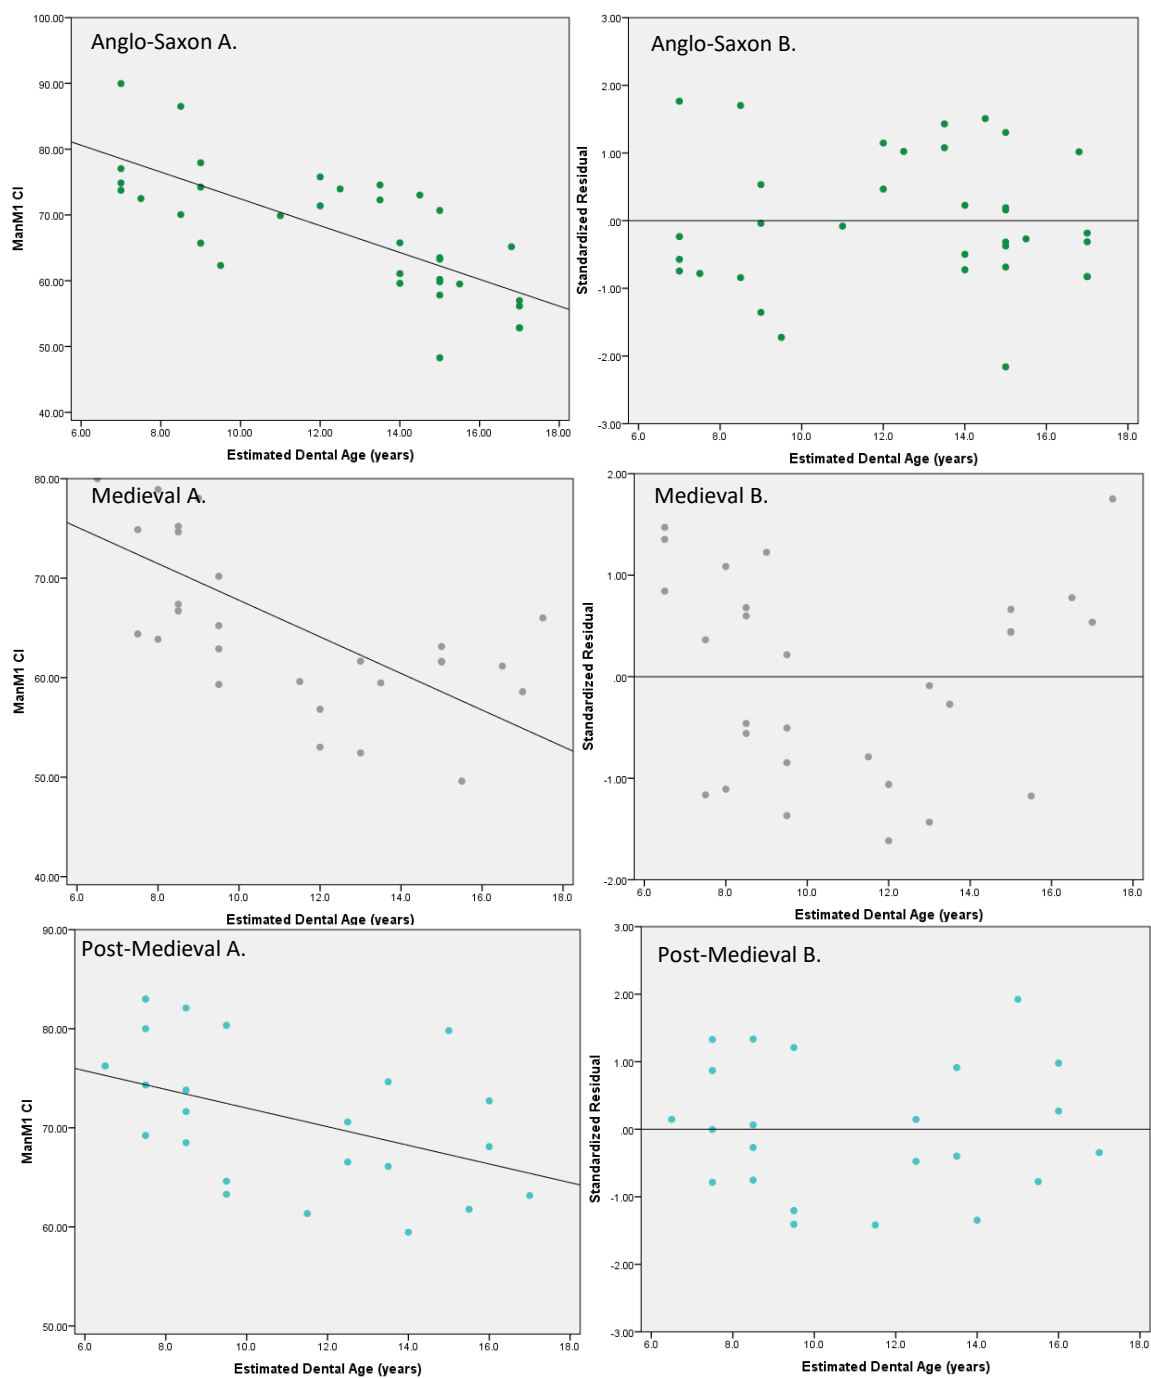 Anglo-Saxon A.
100.00
90.00
80.00
70.00
60.00
50.00
40.00
ManM1 CI
6.00 8.00 10.00 12.00 14.00 16.00 18.00
Estimated Dental Age (years)
Anglo-Saxon B.
3.00
2.00
1.00
.00
-1.00
-2.00
-3.00
Standardized Residual
6.0 8.0 10.0 12.0 14.0 16.0 18.0
Estimated Dental Age (years)
Medieval A.
80.00
70.00
60.00
50.00
40.00
ManM1 CI
6.0 8.0 10.0 12.0 14.0 16.0 18.0
Estimated Dental Age (years)
Medieval B.
2.00
1.00
.00
-1.00
-2.00
Standardized Residual
6.0 8.0 10.0 12.0 14.0 16.0 18.0
Estimated Dental Age (years)
Post-Medieval A.
90.00
80.00
70.00
60.00
50.00
ManM1 CI
6.0 8.0 10.0 12.0 14.0 16.0 18.0
Estimated Dental Age (years)
Post-Medieval B.
3.00
2.00
1.00
.00
-1.00
-2.00
-3.00
Standardized Residual
6.0 8.0 10.0 12.0 14.0 16.0 18.0
Estimated Dental Age (years)